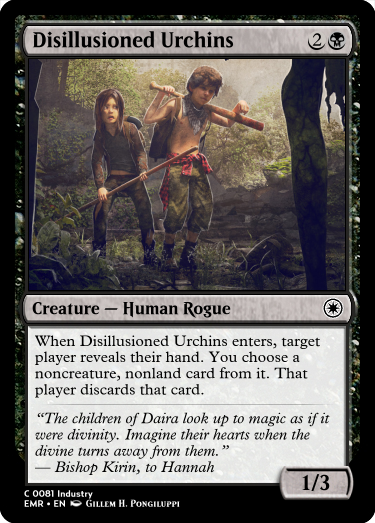 Disillusioned Urchins 2
Creature — Human Rogue
When Disillusioned Urchins enters, target
player reveals their hand. You choose a
noncreature, nonland card from it. That
player discards that card.
“The children of Daira look up to magic as if it
were divinity. Imagine their hearts when the
divine turns away from them.”
— Bishop Kirin, to Hannah
1/3
C 0081 Industry
EMR • EN GILLEM H. PONGILUPPI